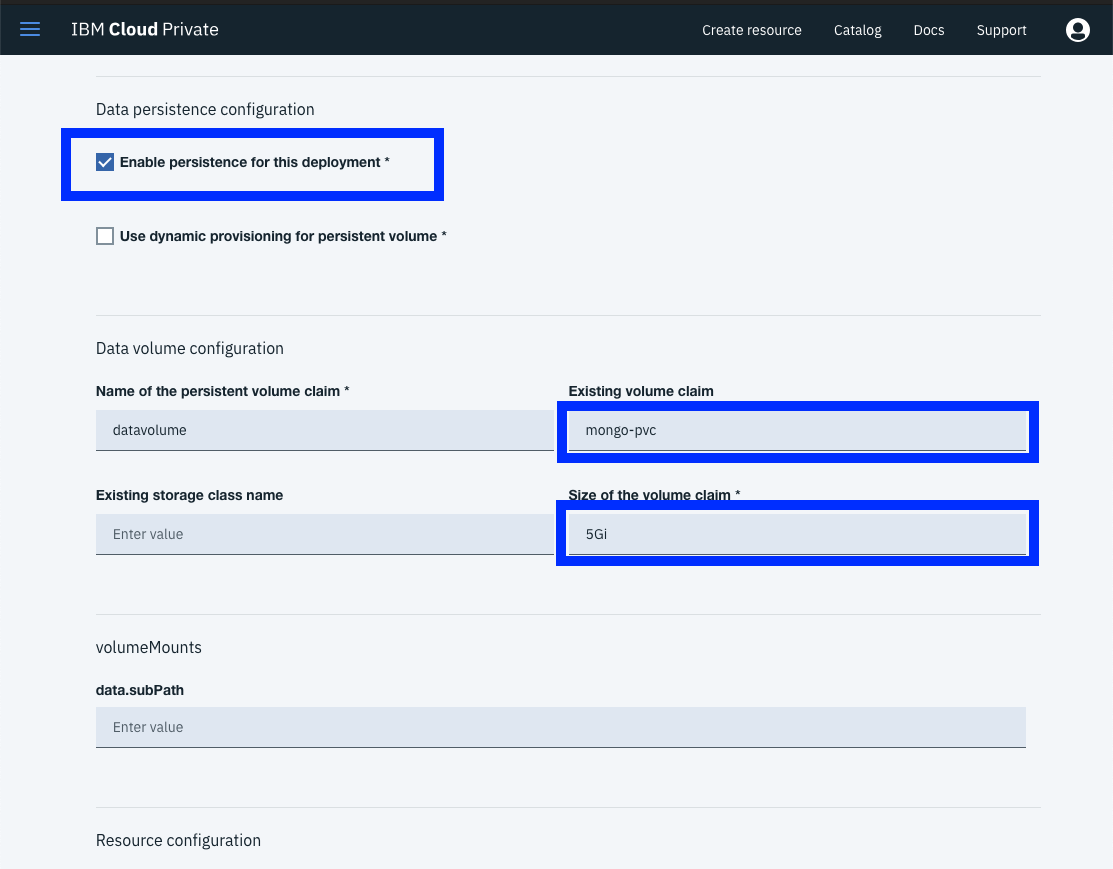 IBM Cloud Private
Create resource Catalog Docs Support
Data persistence configuration
Enable persistence for this deployment *
Use dynamic provisioning for persistent volume *
Data volume configuration
Name of the persistent volume claim * Existing volume claim
datavolume mongo-pvc
Existing storage class name Size of the volume claim *
Enter value 5Gi
volumeMounts
data.subPath
Enter value
Resource configuration